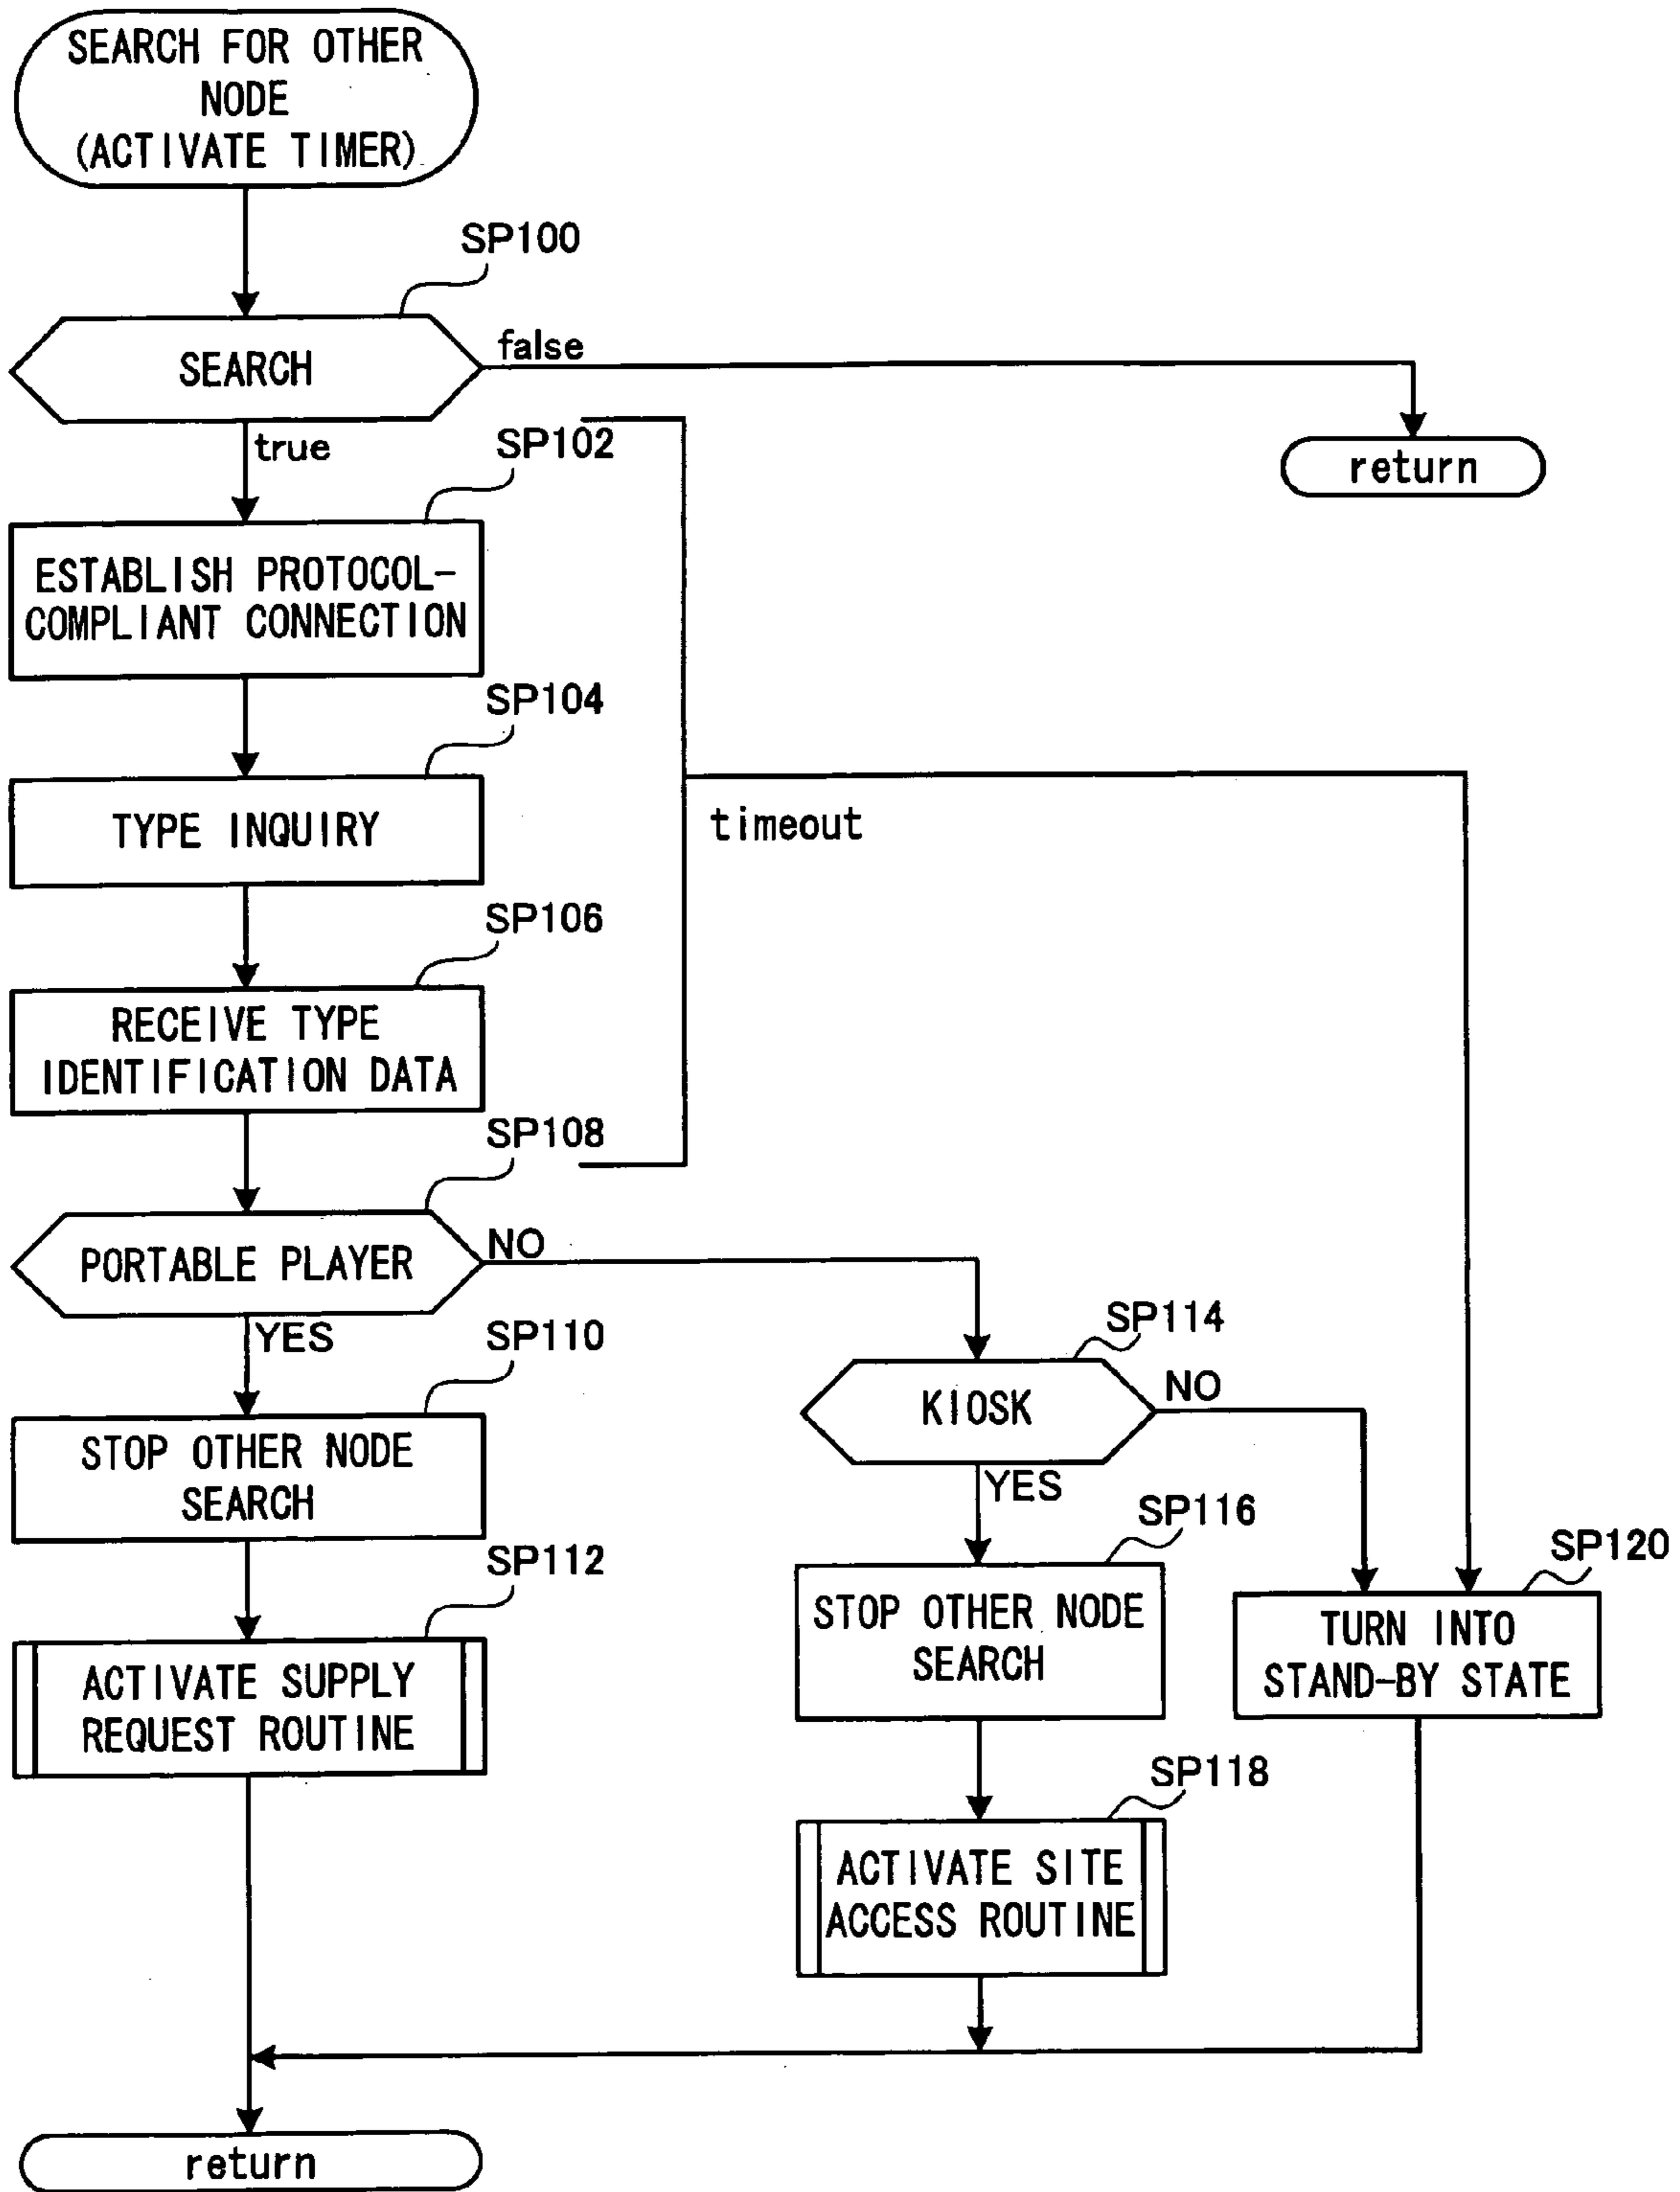 SEARCH FOR OTHER
NODE
(ACTIVATE TIMER)
SP100
SEARCH
false
true
return
SP102
ESTABLISH PROTOCOL-
COMPLIANT CONNECTION
SP104
TYPE INQUIRY
timeout
SP106
RECEIVE TYPE
IDENTIFICATION DATA
SP108
PORTABLE PLAYER
NO
YES
SP110
STOP OTHER NODE
SEARCH
SP112
ACTIVATE SUPPLY
REQUEST ROUTINE
SP114
KIOSK
NO
YES
SP116
STOP OTHER NODE
SEARCH
SP118
ACTIVATE SITE
ACCESS ROUTINE
SP120
TURN INTO
STAND-BY STATE
return